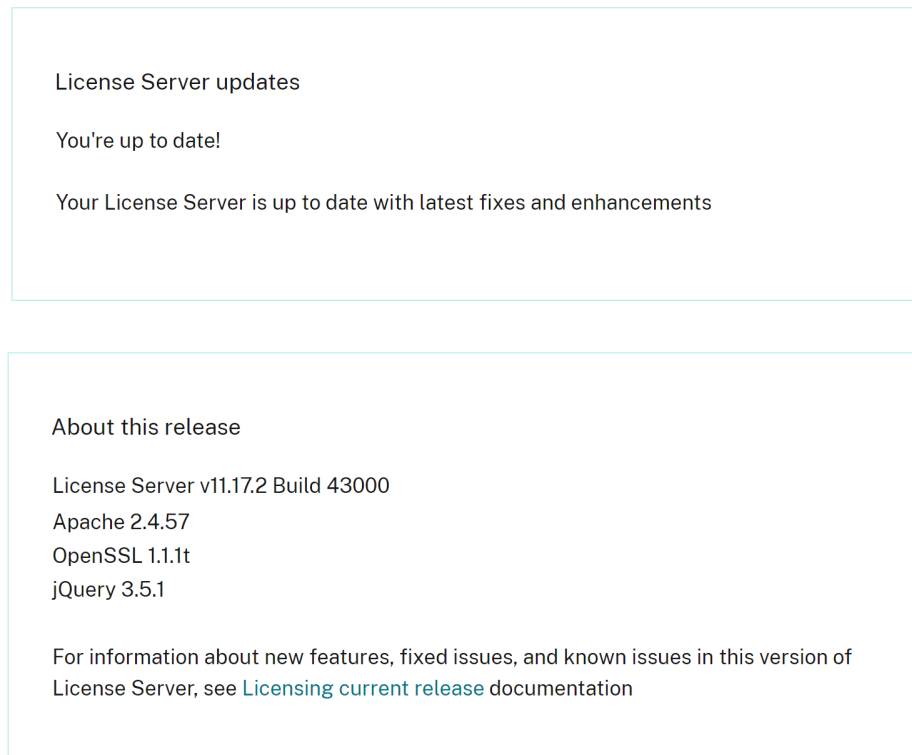 License Server updates
You're up to date!
Your License Server is up to date with latest fixes and enhancements
About this release
License Server v11.17.2 Build 43000
Apache 2.4.57
OpenSSL 1.1.1t
jQuery 3.5.1
For information about new features, fixed issues, and known issues in this version of
License Server, see Licensing current release documentation